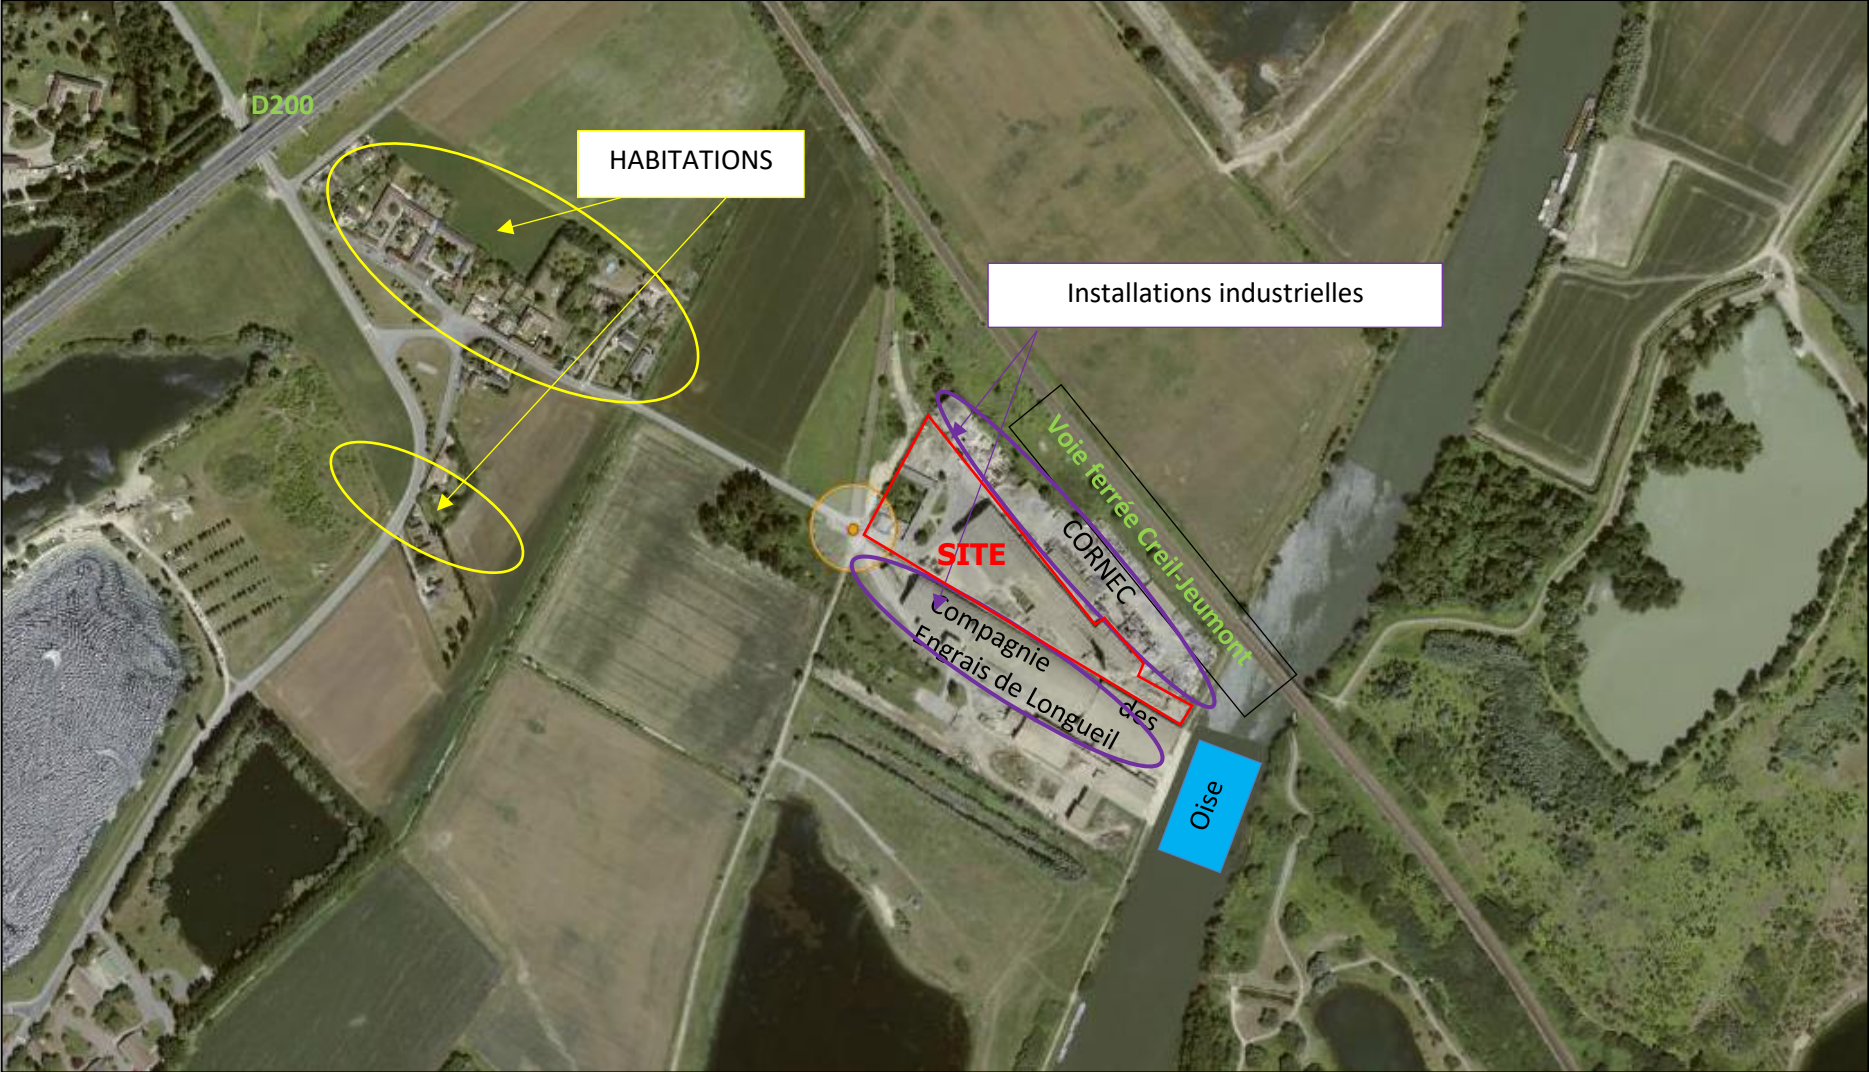 D200
HABITATIONS
Installations industrielles
Voie ferrée Creil-Jeumont
CORNEC
SITE
Compagnie des
Engrais de Longueil
Oise